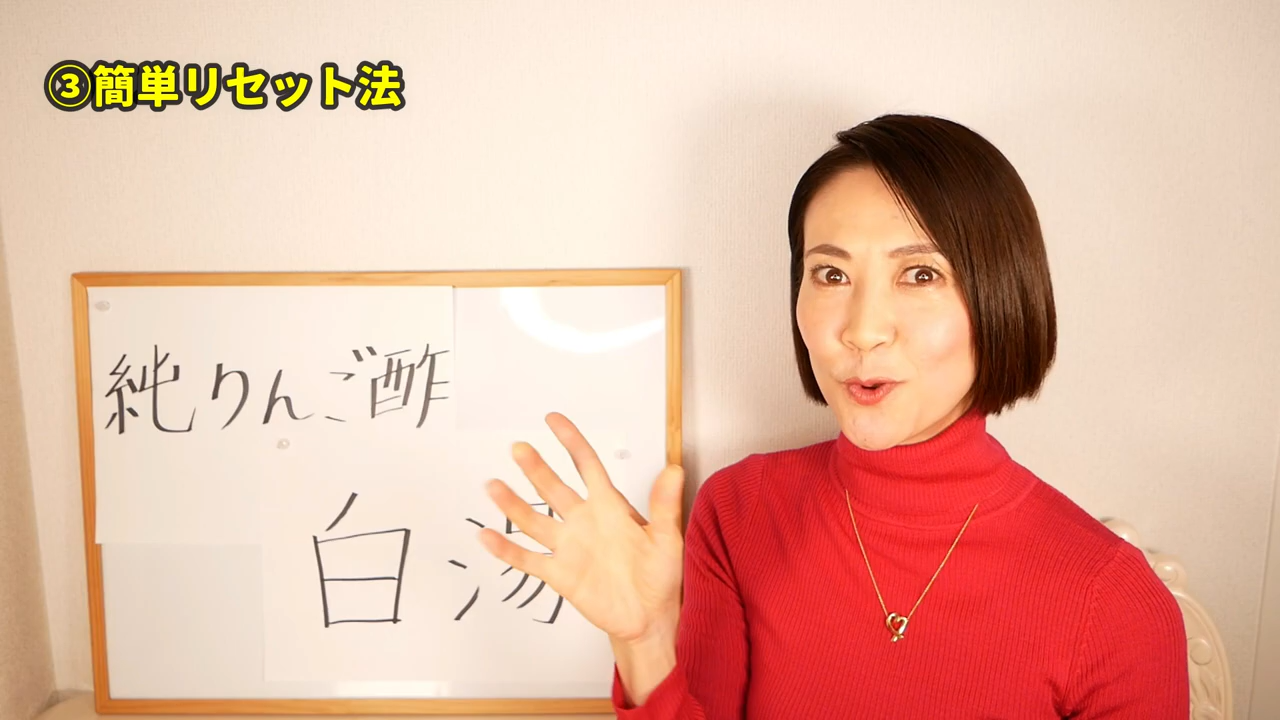 ③簡単リセット法
純りんご酢
白湯